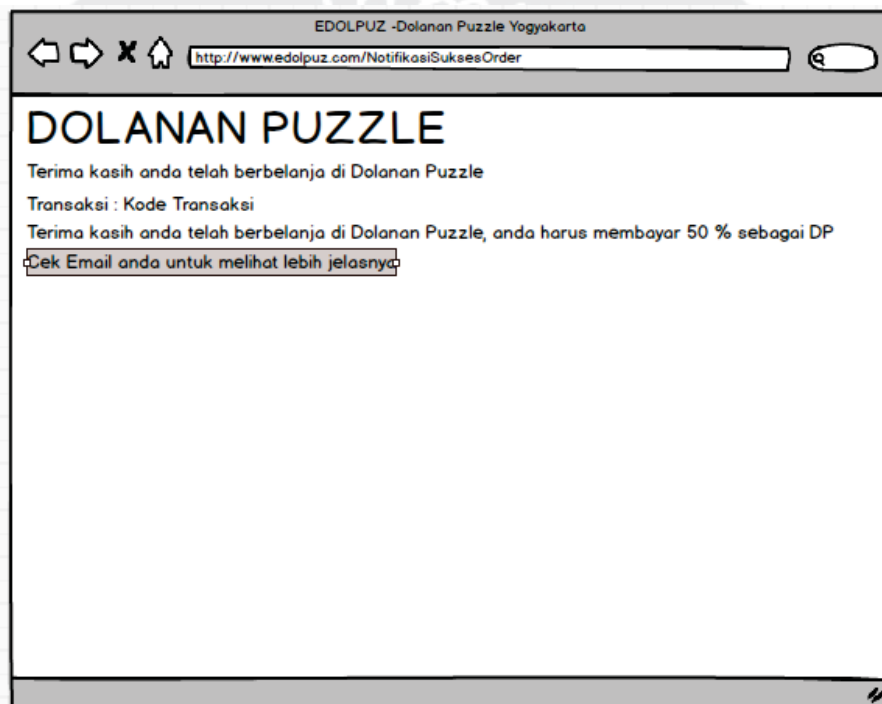 EDOLPUZ -Dolanan Puzzle Yogyakarta
http://www.edolpuz.com/NotifikasiSuksesOrder
DOLANAN PUZZLE
Terima kasih anda telah berbelanja di Dolanan Puzzle
Transaksi : Kode Transaksi
Terima kasih anda telah berbelanja di Dolanan Puzzle, anda harus membayar 50 % sebagai DP
Cek Email anda untuk melihat lebih jelasnya